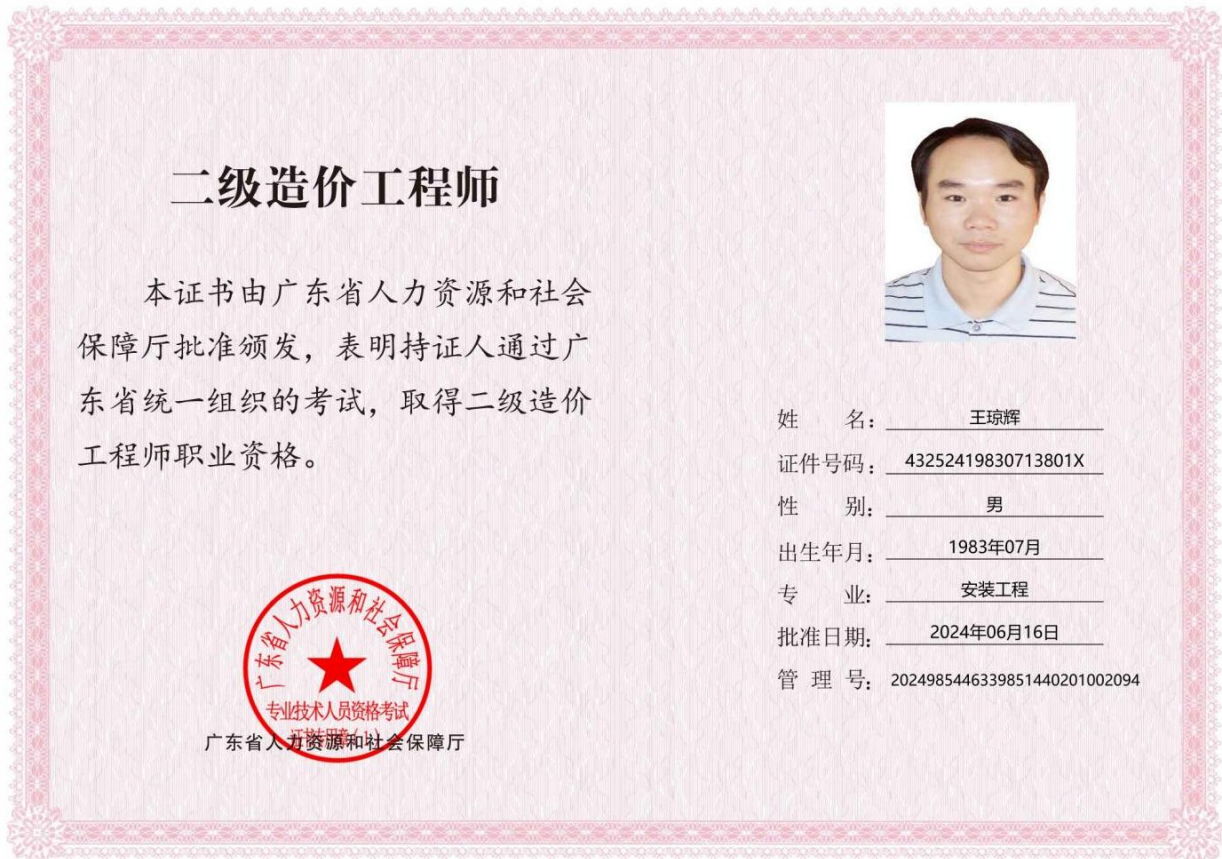 二级造价工程师
本证书由广东省人力资源和社会
保障厅批准颁发，表明持证人通过广
东省统一组织的考试，取得二级造价
工程师职业资格。
广东省人力资源和社会保障厅
专业技术人员资格考试
证书专用章(1)
广东省人力资源和社会保障厅
姓 名： 王琼辉
证件号码： 43252419830713801X
性 别： 男
出生年月： 1983年07月
专 业： 安装工程
批准日期： 2024年06月16日
管 理 号： 2024985446339851440201002094